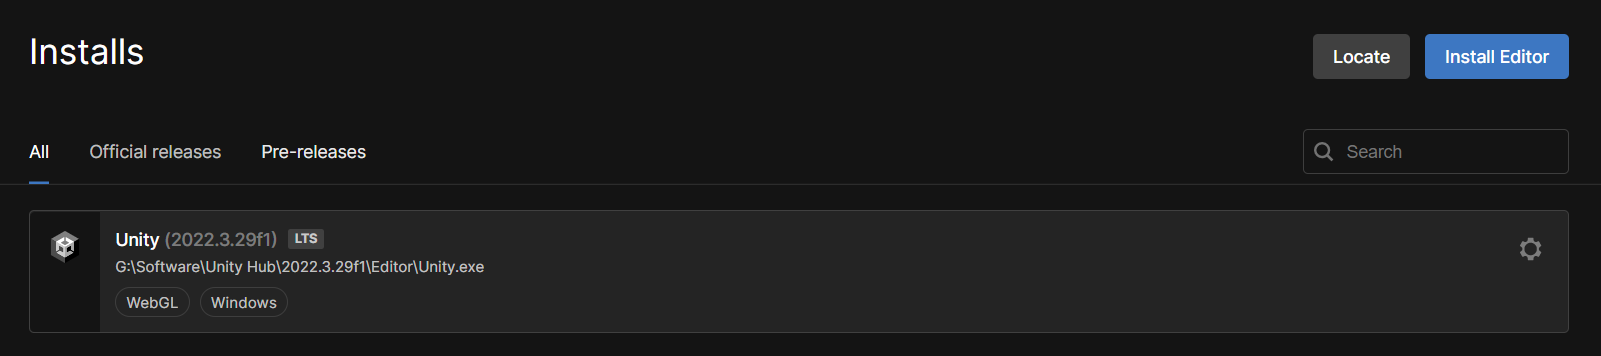 Installs
Locate
Install Editor
All
Official releases
Pre-releases
Search
Unity (2022.3.29f1) LTS
G:\Software\Unity Hub\2022.3.29f1\Editor\Unity.exe
WebGL
Windows